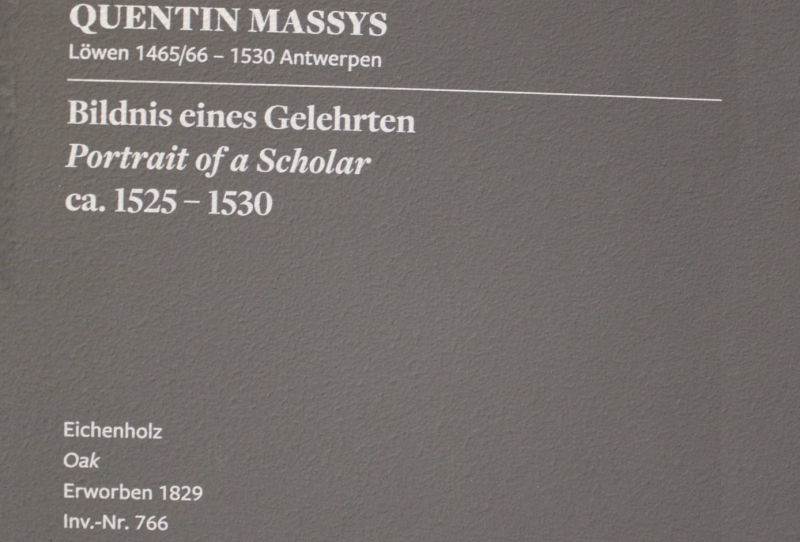 QUENTIN MASSYS
Löwen 1465/66 – 1530 Antwerpen
Bildnis eines Gelehrten
Portrait of a Scholar
ca. 1525 – 1530
Eichenholz
Oak
Erworben 1829
Inv.-Nr. 766